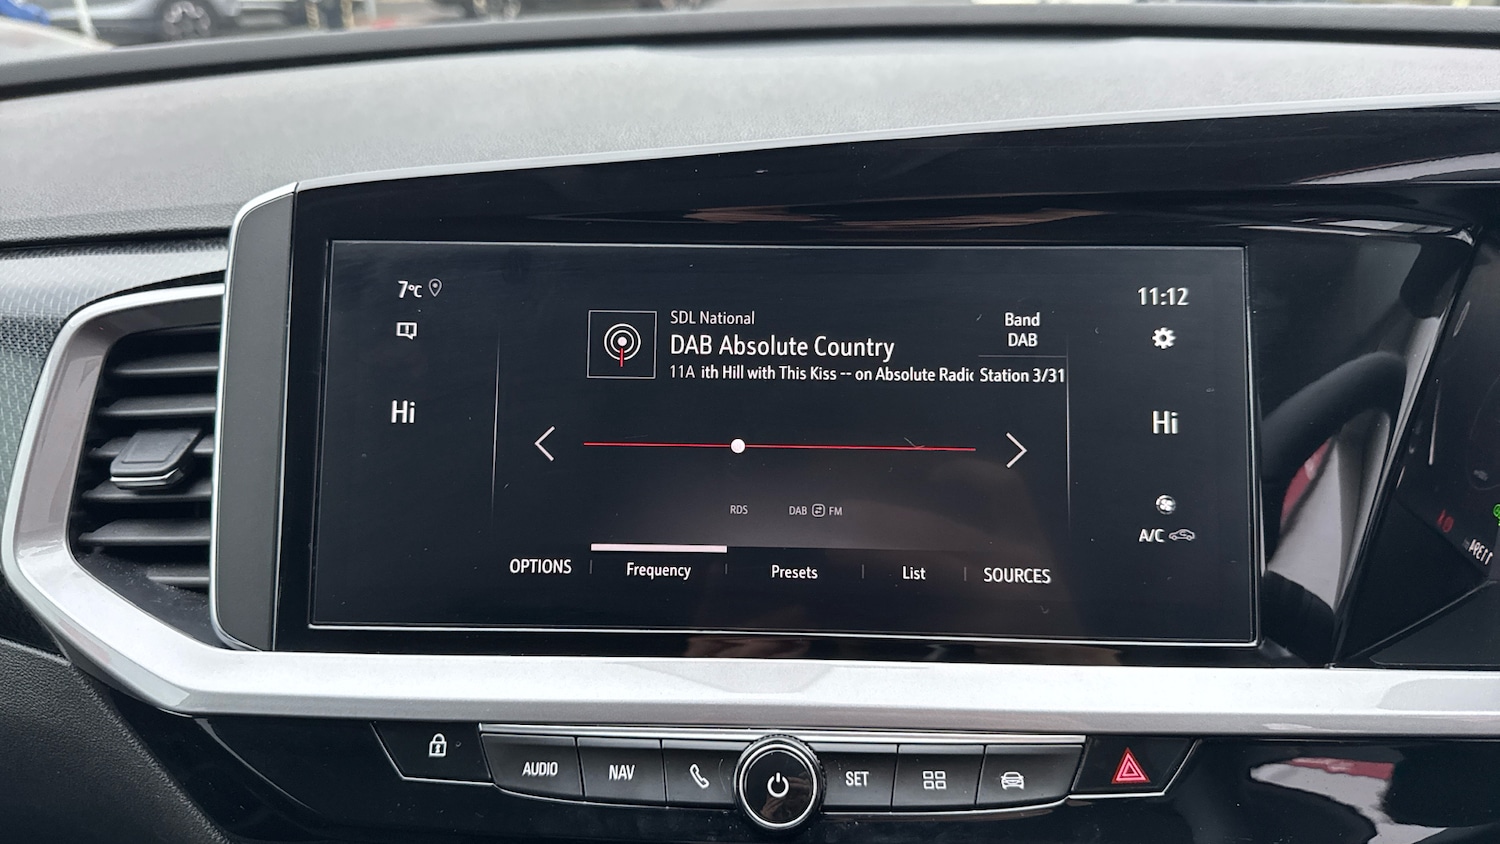 7°C
11:12
SDL National
Band
DAB
DAB Absolute Country
11A ith Hill with This Kiss -- on Absolute Radi
Station 3/31
Hi
Hi
RDS
DAB
FM
A/C
OPTIONS
Frequency
Presets
List
SOURCES
AUDIO
NAV
SET